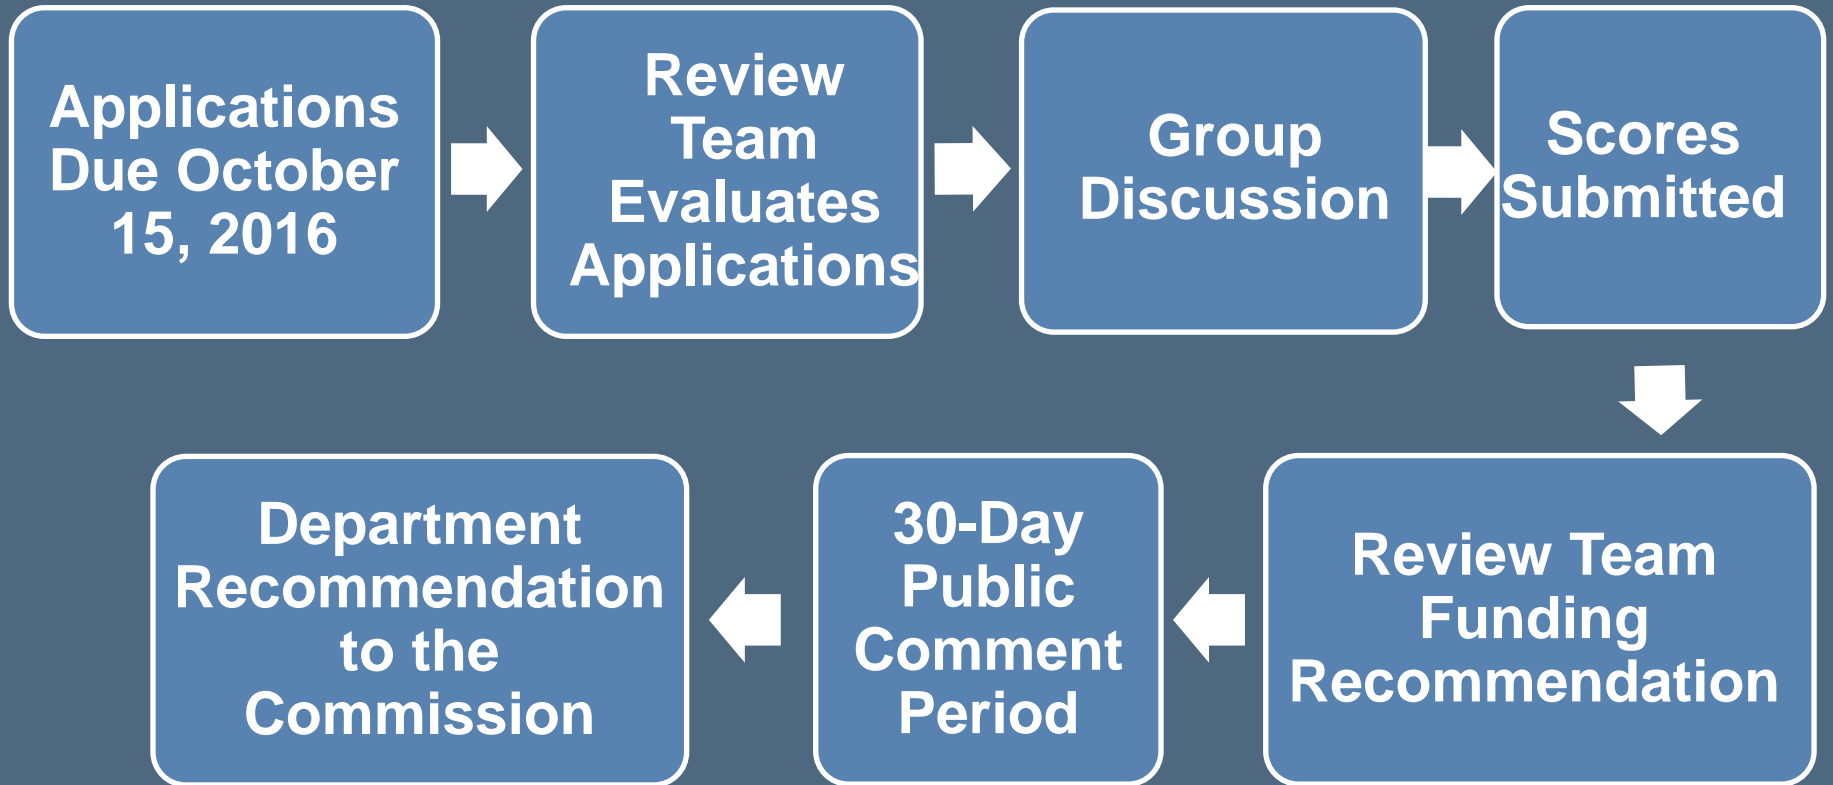 Applications
Due October
15, 2016
Review
Team
Evaluates
Applications
Group
Discussion
Scores
Submitted
Review Team
Funding
Recommendation
30-Day
Public
Comment
Period
Department
Recommendation
to the
Commission